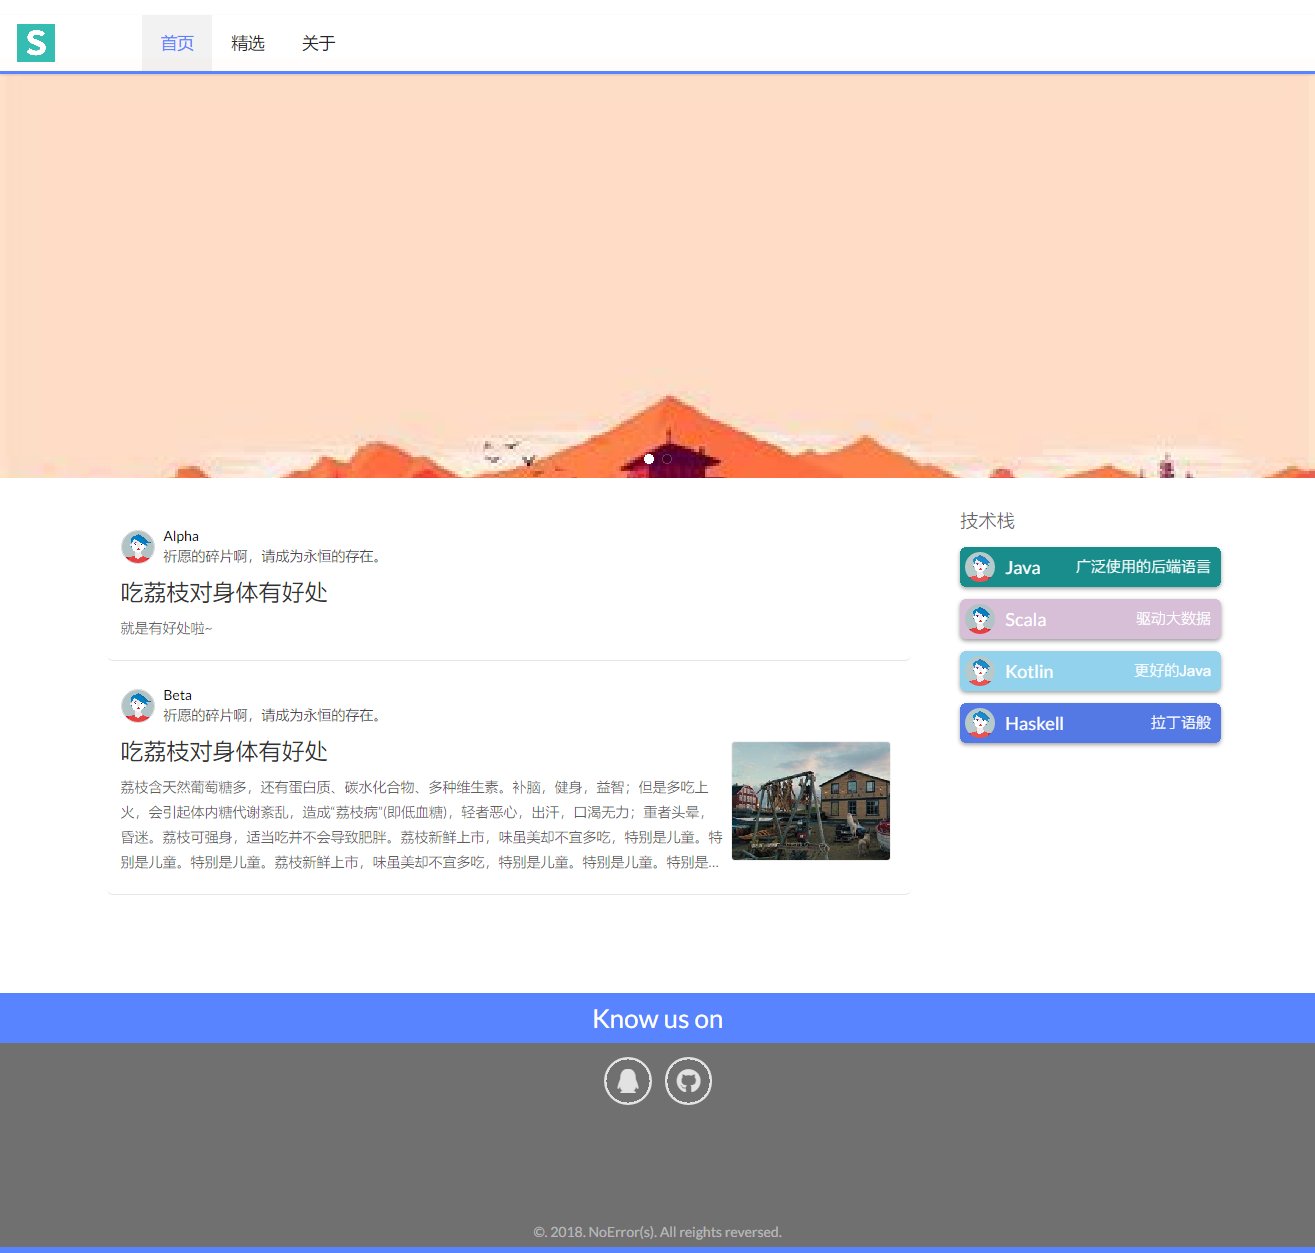 S
首页 精选 关于
Alpha
祈愿的碎片啊，请成为永恒的存在。
吃荔枝对身体有好处
就是有好处啦~
Beta
祈愿的碎片啊，请成为永恒的存在。
吃荔枝对身体有好处
荔枝含天然葡萄糖多，还有蛋白质、碳水化合物、多种维生素。补脑，健身，益智；但是多吃上
火，会引起体内糖代谢紊乱，造成“荔枝病”(即低血糖)，轻者恶心，出汗，口渴无力；重者头晕，
昏迷。荔枝可强身，适当吃并不会导致肥胖。荔枝新鲜上市，味虽美却不宜多吃，特别是儿童。特
别是儿童。特别是儿童。荔枝新鲜上市，味虽美却不宜多吃，特别是儿童。特别是儿童。特别是...
技术栈
Java 广泛使用的后端语言
Scala 驱动大数据
Kotlin 更好的Java
Haskell 拉丁语般
Know us on
©. 2018. NoError(s). All reights reversed.